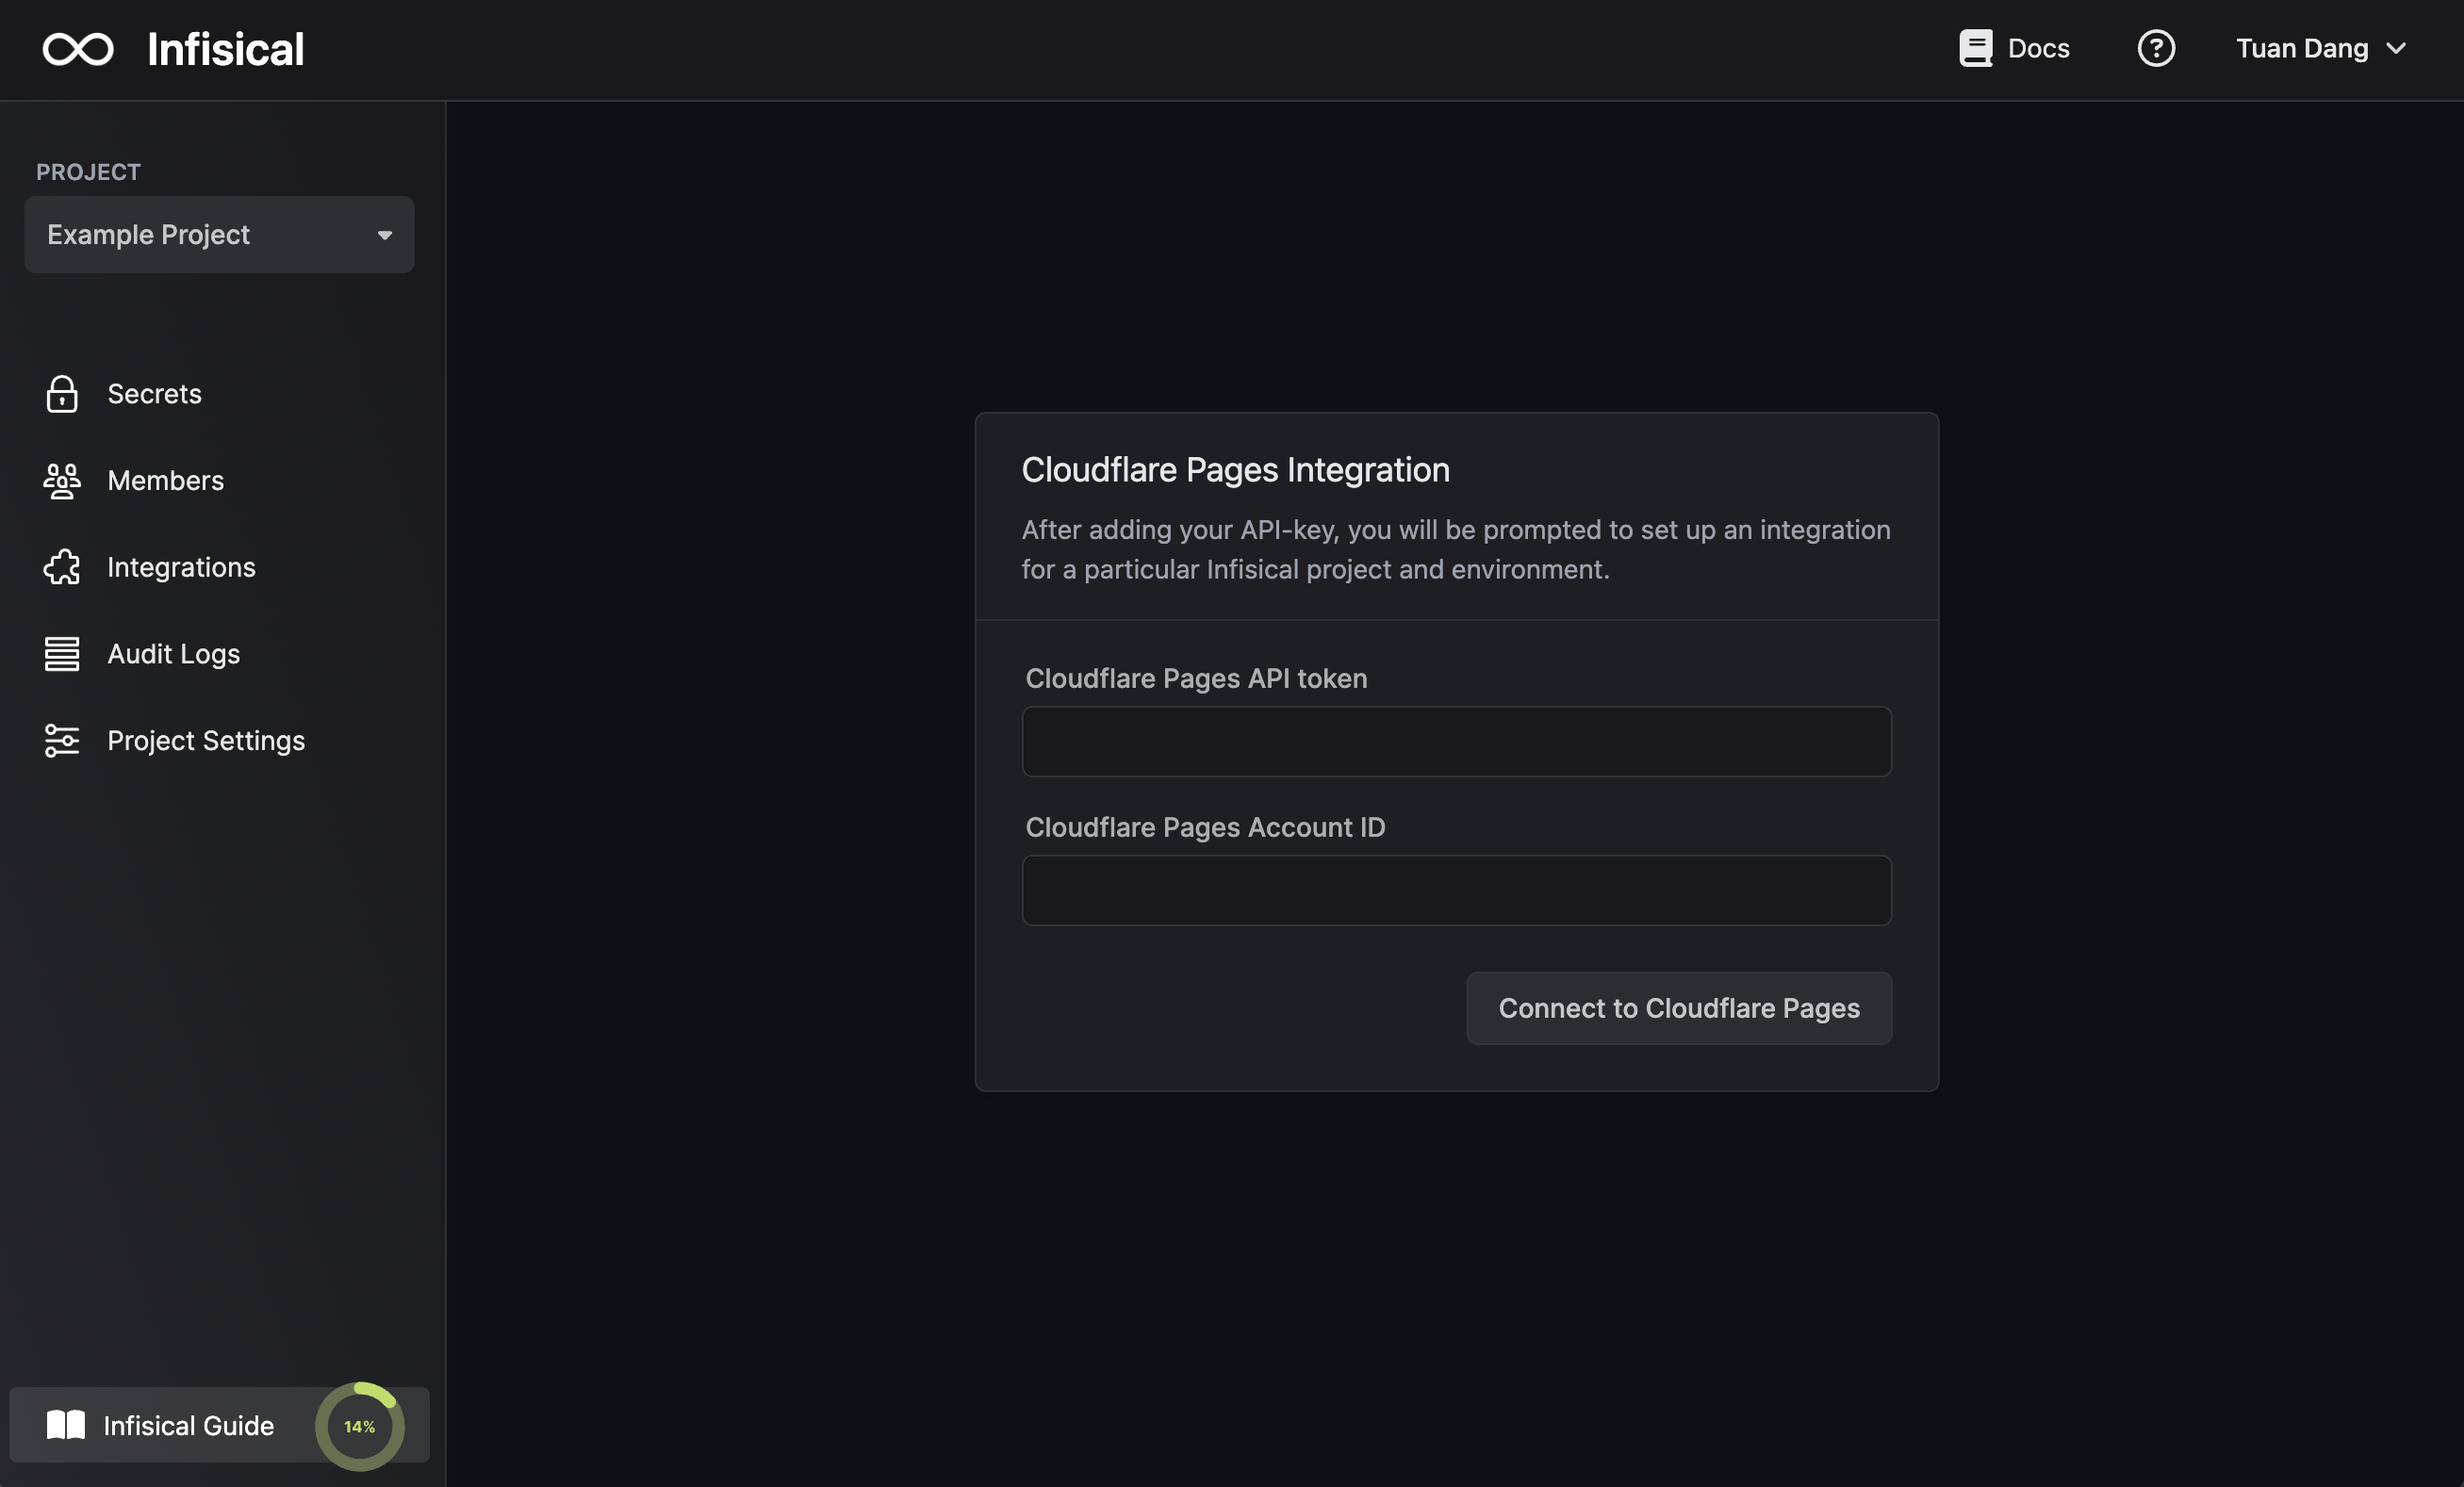 Infisical
Docs
?
Tuan Dang
PROJECT
Example Project
Secrets
Members
Integrations
Audit Logs
Project Settings
Cloudflare Pages Integration
After adding your API-key, you will be prompted to set up an integration
for a particular Infisical project and environment.
Cloudflare Pages API token
Cloudflare Pages Account ID
Connect to Cloudflare Pages
Infisical Guide
14%